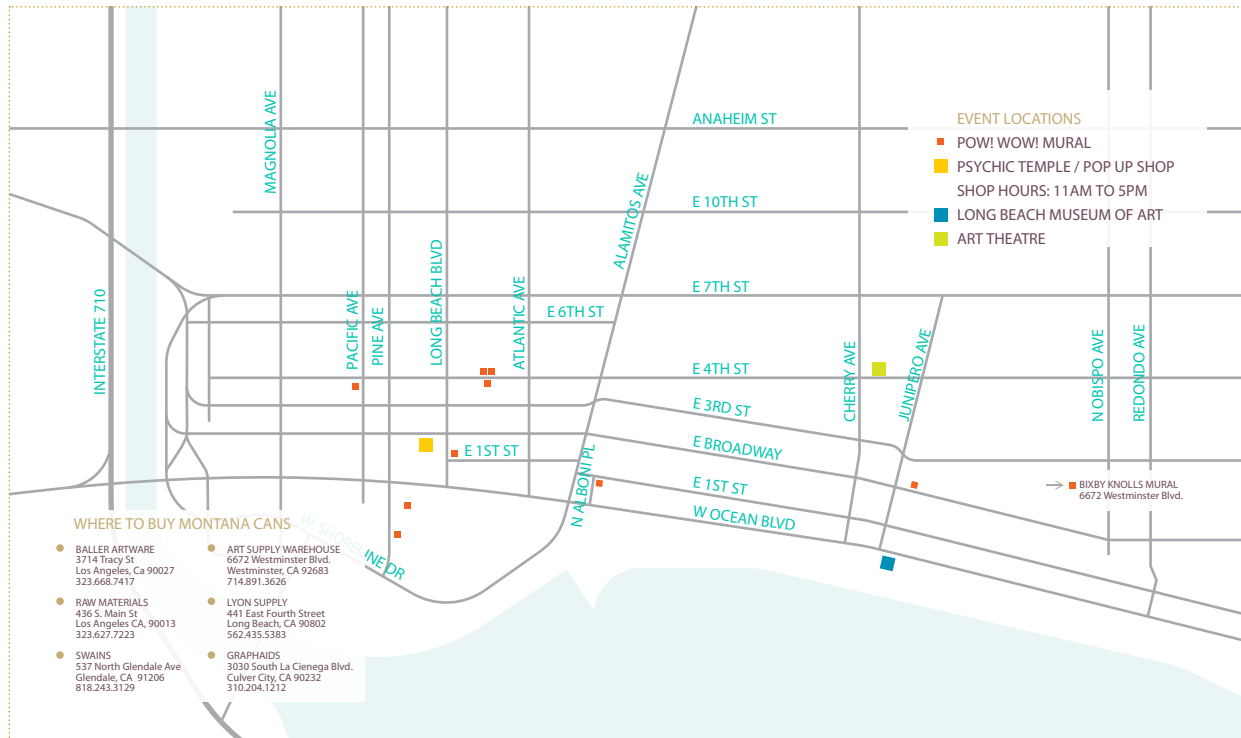 MAGNOLIA AVE
ANAHEIM ST
EVENT LOCATIONS
POW! WOW! MURAL
PSYCHIC TEMPLE / POP UP SHOP
SHOP HOURS: 11AM TO 5PM
LONG BEACH MUSEUM OF ART
ART THEATRE
E 10TH ST
ALAMITOS AVE
INTERSTATE 710
PACIFIC AVE
PINE AVE
LONG BEACH BLVD
ATLANTIC AVE
E 7TH ST
E 6TH ST
E 4TH ST
CHERRY AVE
JUNIPERO AVE
N OBISPO AVE
REDONDO AVE
E 3RD ST
E BROADWAY
E 1ST ST
N ALBONI PL
E 1ST ST
W OCEAN BLVD
BIXBY KNOLLS MURAL
6672 Westminster Blvd.
W. SHORELINE DR
WHERE TO BUY MONTANA CANS
BALLER ARTWARE
3714 Tracy St
Los Angeles, Ca 90027
323.668.7417
RAW MATERIALS
436 S. Main St
Los Angeles CA, 90013
323.627.7223
SWAINS
537 North Glendale Ave
Glendale, CA 91206
818.243.3129
ART SUPPLY WAREHOUSE
6672 Westminster Blvd.
Westminster, CA 92683
714.891.3626
LYON SUPPLY
441 East Fourth Street
Long Beach, CA 90802
562.435.5383
GRAPHAIDS
3030 South La Cienega Blvd.
Culver City, CA 90232
310.204.1212